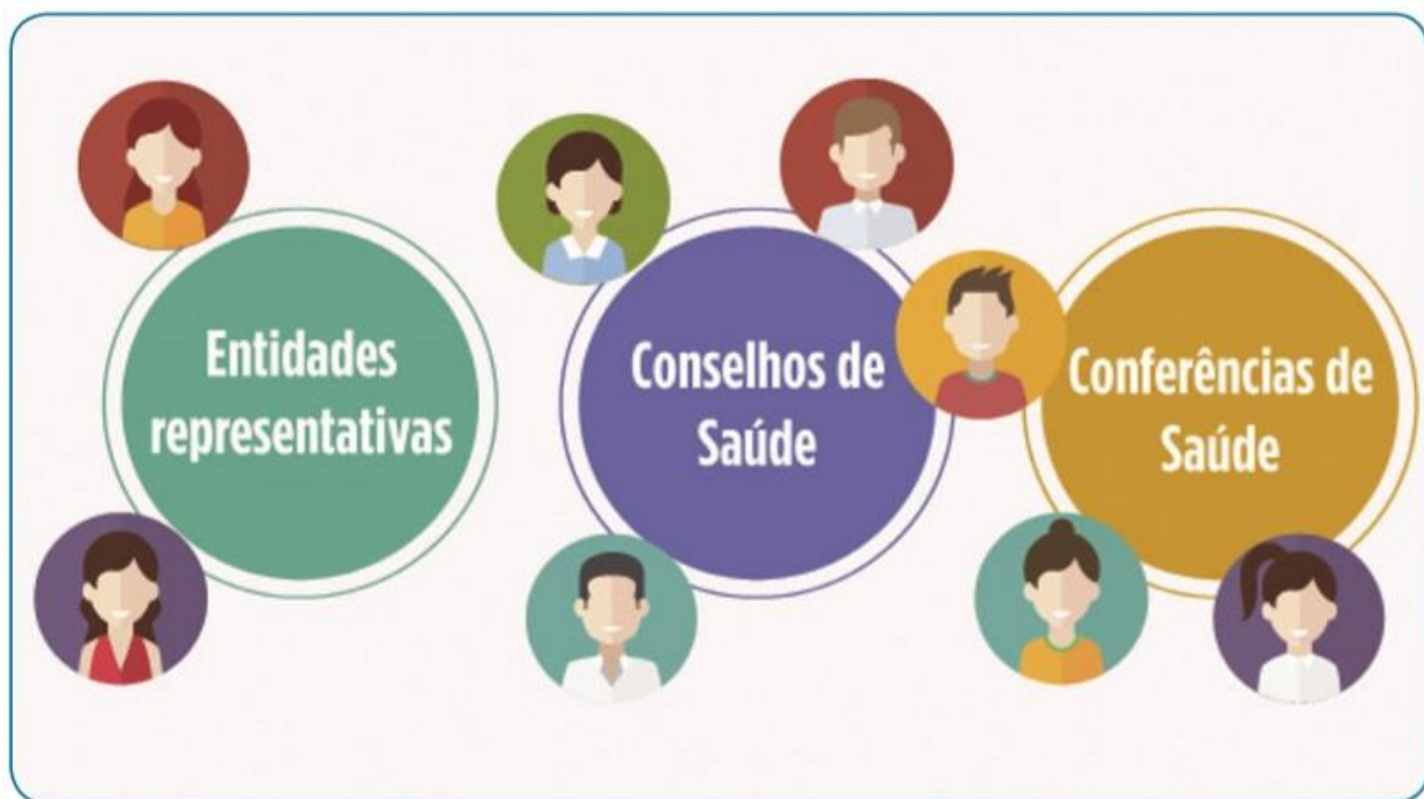 Entidades
representativas
Conselhos de
Saúde
Conferências de
Saúde